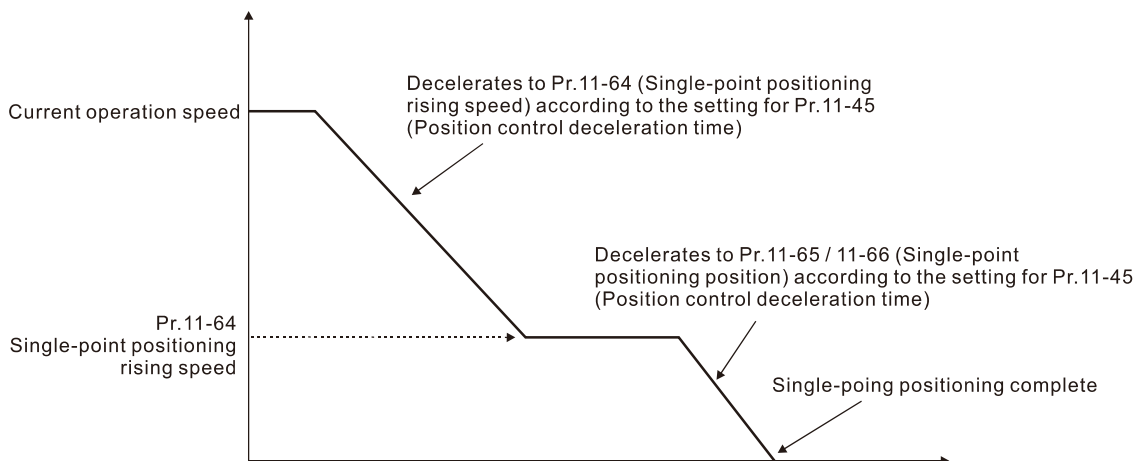 Decelerates to Pr.11-64 (Single-point positioning
rising speed) according to the setting for Pr.11-45
(Position control deceleration time)
Current operation speed
Decelerates to Pr.11-65 / 11-66 (Single-point
positioning position) according to the setting for Pr.11-45
(Position control deceleration time)
Pr.11-64
Single-point positioning
rising speed
Single-poing positioning complete